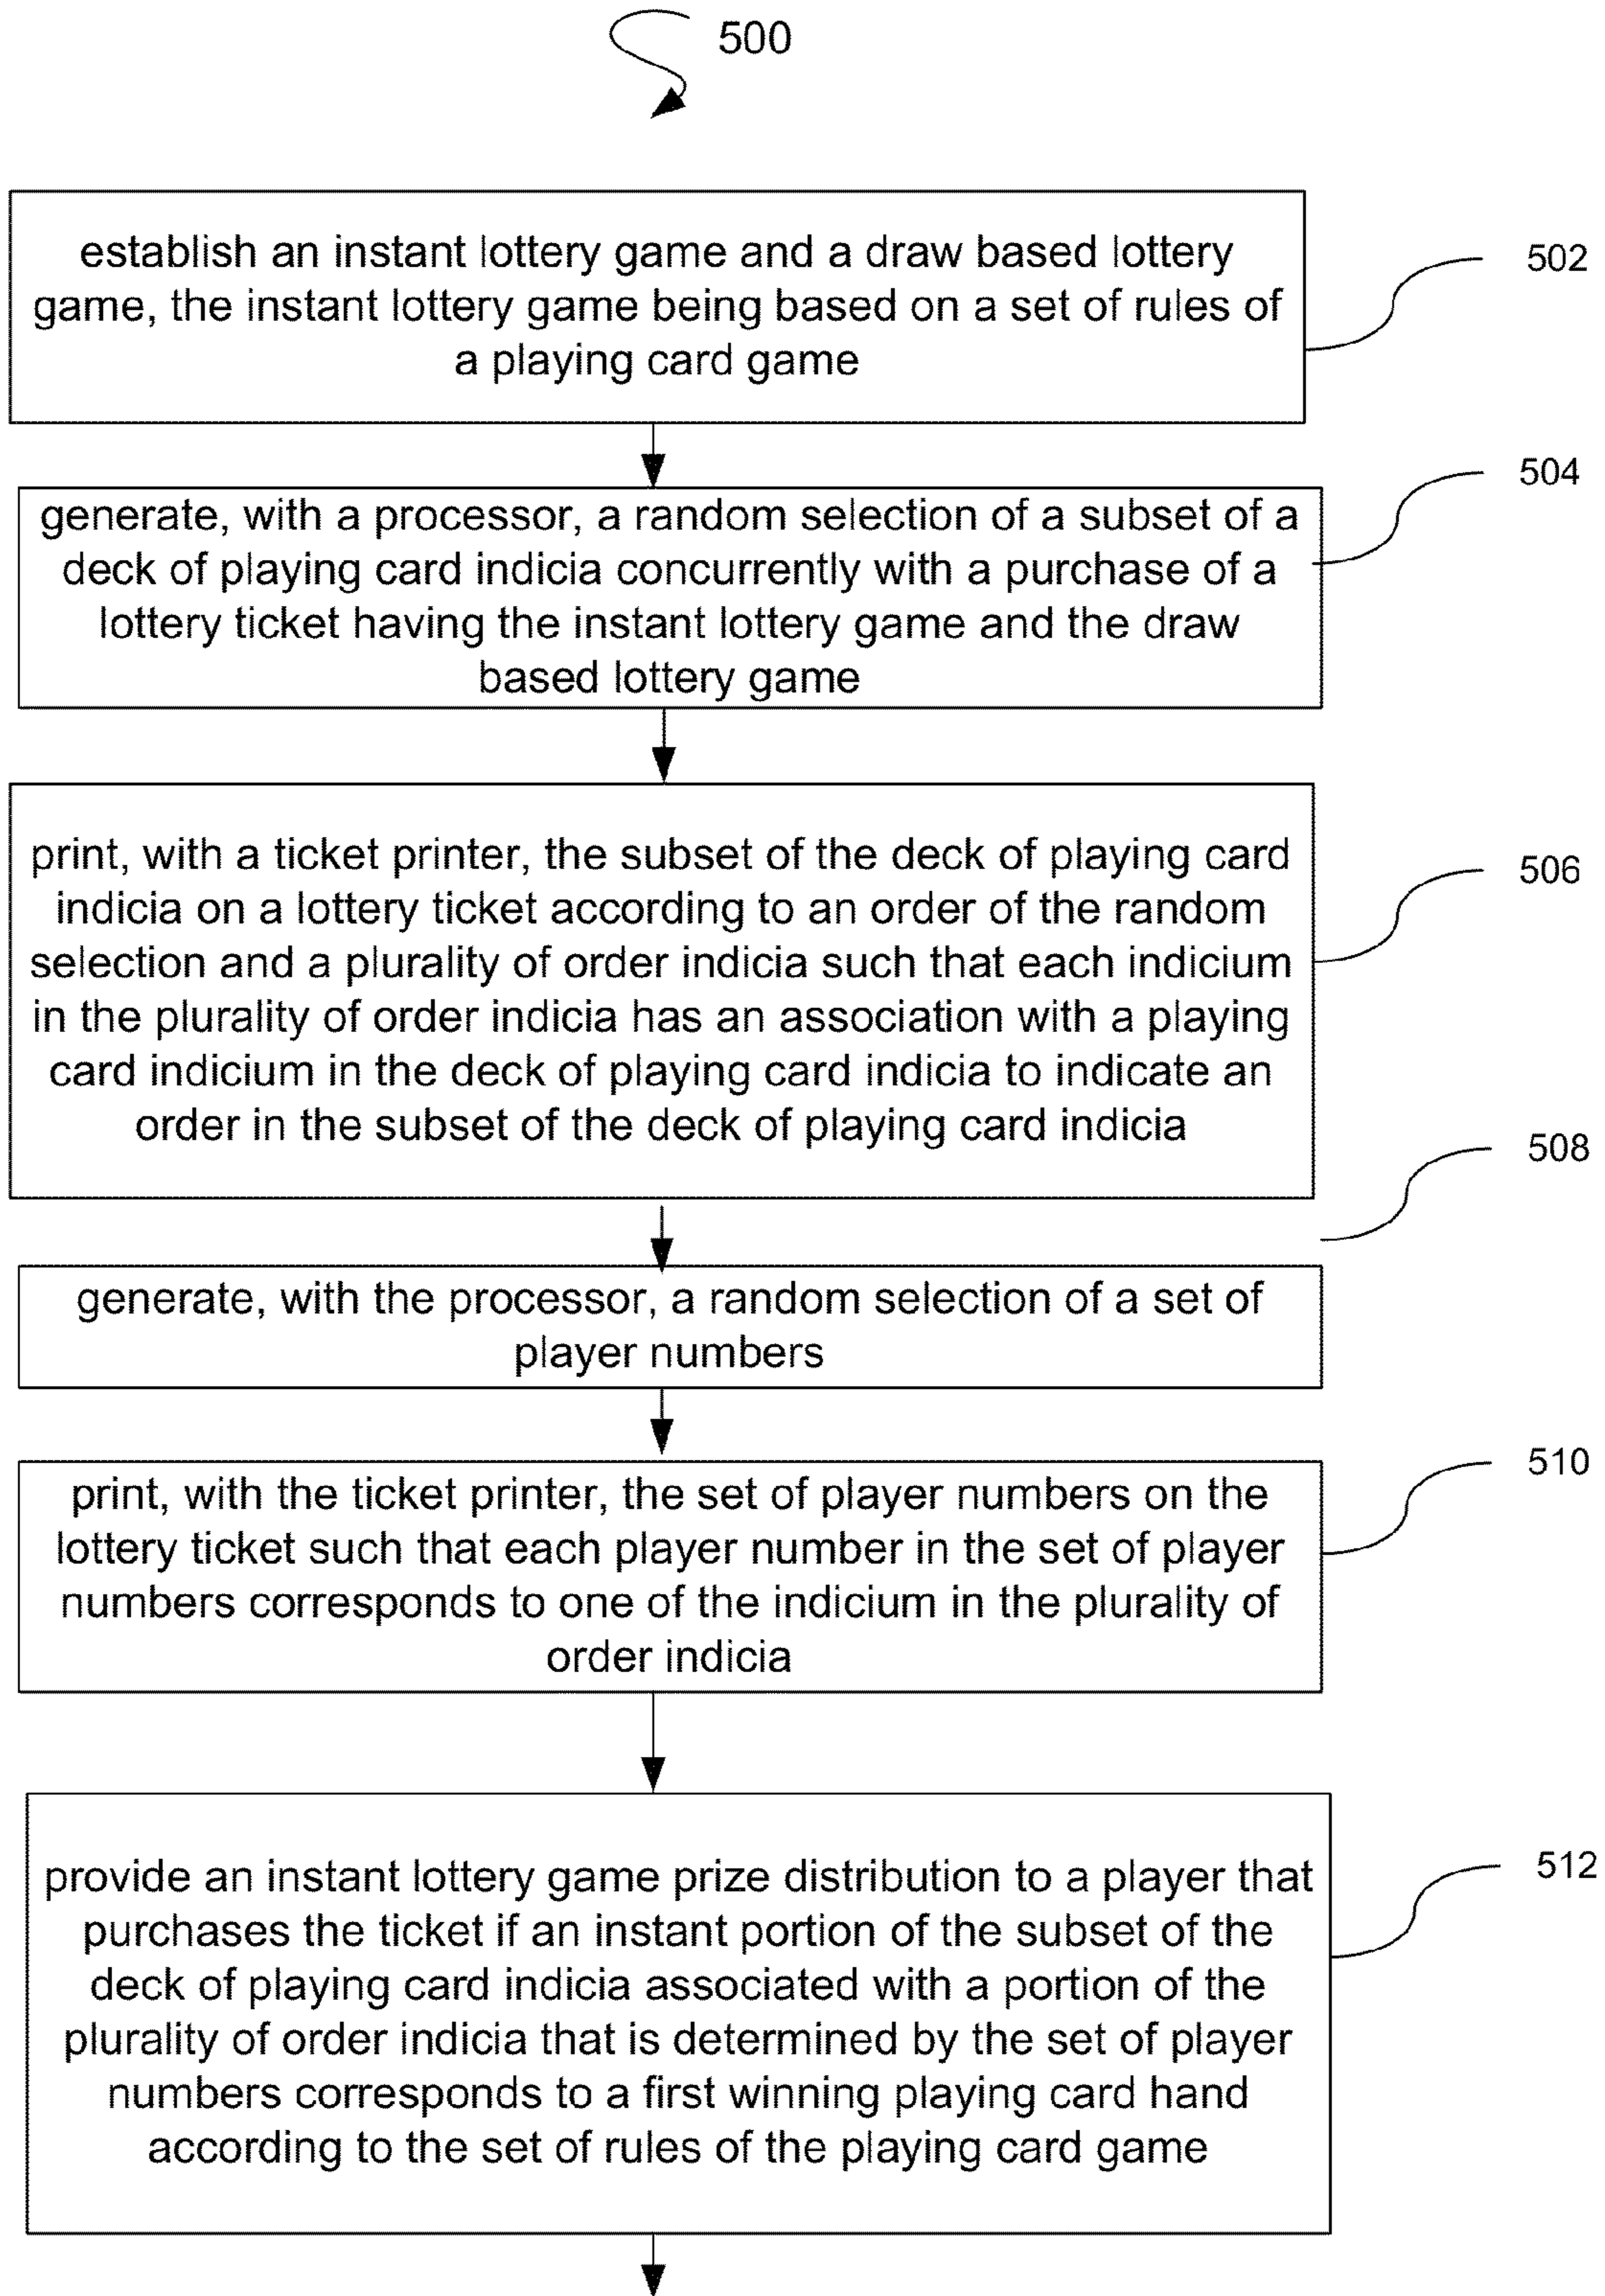 500
establish an instant lottery game and a draw based lottery
game, the instant lottery game being based on a set of rules of
a playing card game
502
generate, with a processor, a random selection of a subset of a
deck of playing card indicia concurrently with a purchase of a
lottery ticket having the instant lottery game and the draw
based lottery game
504
print, with a ticket printer, the subset of the deck of playing card
indicia on a lottery ticket according to an order of the random
selection and a plurality of order indicia such that each indicium
in the plurality of order indicia has an association with a playing
card indicium in the deck of playing card indicia to indicate an
order in the subset of the deck of playing card indicia
506
508
generate, with the processor, a random selection of a set of
player numbers
print, with the ticket printer, the set of player numbers on the
lottery ticket such that each player number in the set of player
numbers corresponds to one of the indicium in the plurality of
order indicia
510
provide an instant lottery game prize distribution to a player that
purchases the ticket if an instant portion of the subset of the
deck of playing card indicia associated with a portion of the
plurality of order indicia that is determined by the set of player
numbers corresponds to a first winning playing card hand
according to the set of rules of the playing card game
512